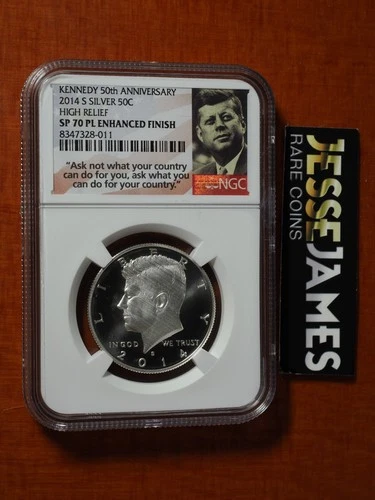 KENNEDY 50th ANNIVERSARY
2014 S SILVER 50C
HIGH RELIEF
SP 70 PL ENHANCED FINISH
8347328-011
"Ask not what your country
can do for you, ask what you
can do for your country."
NGC
LIBERTY
IN GOD WE TRUST
S
2014
JESSE JAMES
RARE COINS